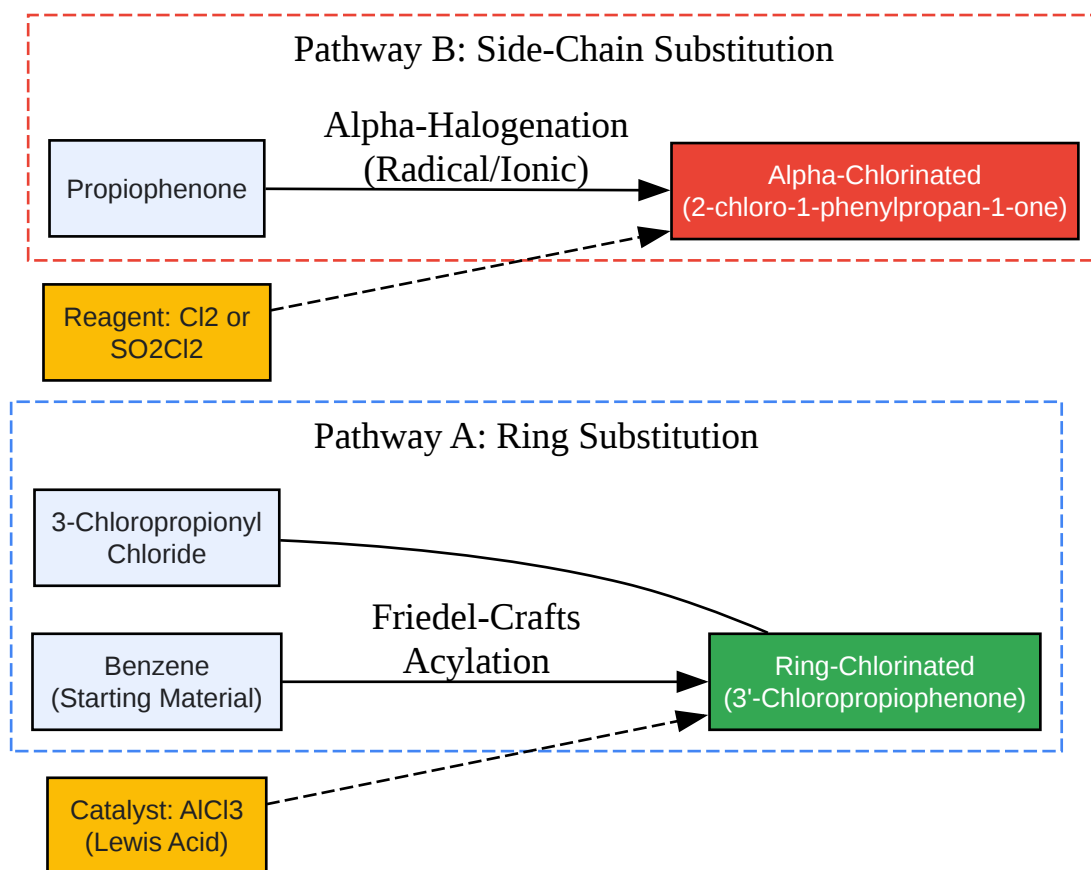 Pathway B: Side-Chain Substitution
Alpha-Halogenation
(Radical/Ionic)
Propiophenone
Alpha-Chlorinated
(2-chloro-1-phenylpropan-1-one)
Reagent: Cl2 or
SO2Cl2
Pathway A: Ring Substitution
3-Chloropropionyl
Chloride
Friedel-Crafts
Acylation
Benzene
(Starting Material)
Ring-Chlorinated
(3'-Chloropropiophenone)
Catalyst: AlCl3
(Lewis Acid)